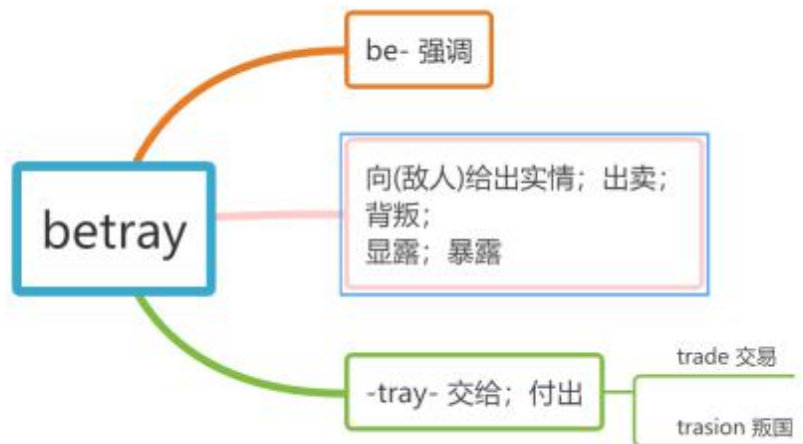 be- 强调
betray
向(敌人)给出实情；出卖；
背叛；
显露；暴露
-tray- 交给；付出
trade 交易
trasion 叛国